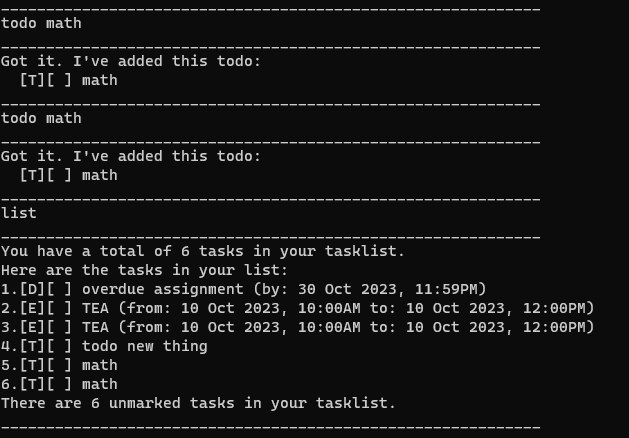 ____________________________________________________________
todo math
____________________________________________________________
Got it. I've added this todo:
  [T][ ] math
____________________________________________________________
todo math
____________________________________________________________
Got it. I've added this todo:
  [T][ ] math
____________________________________________________________
list
____________________________________________________________
You have a total of 6 tasks in your tasklist.
Here are the tasks in your list:
1.[D][ ] overdue assignment (by: 30 Oct 2023, 11:59PM)
2.[E][ ] TEA (from: 10 Oct 2023, 10:00AM to: 10 Oct 2023, 12:00PM)
3.[E][ ] TEA (from: 10 Oct 2023, 10:00AM to: 10 Oct 2023, 12:00PM)
4.[T][ ] todo new thing
5.[T][ ] math
6.[T][ ] math
There are 6 unmarked tasks in your tasklist.
____________________________________________________________